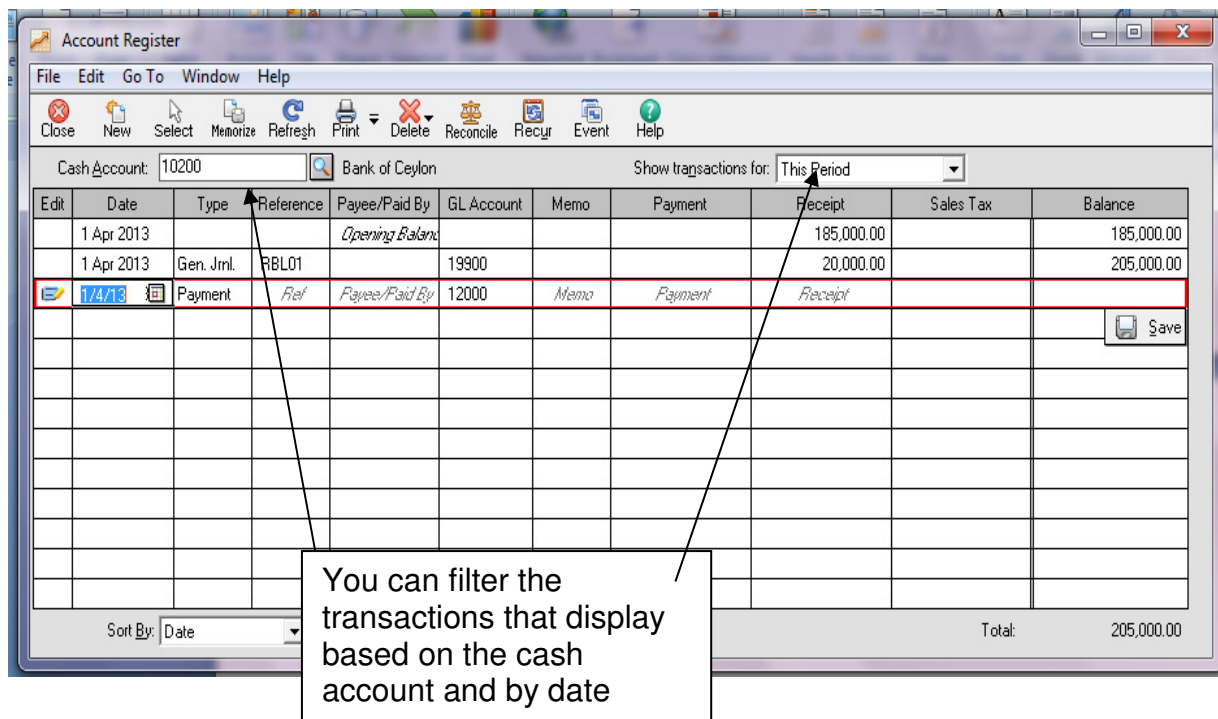 Account Register
File Edit Go To Window Help
Close New Select Memorize Refresh Print Delete Reconcile Recur Event Help
Cash Account: 10200 Bank of Ceylon Show transactions for: This Period
Edit Date Type Reference Payee/Paid By GL Account Memo Payment Receipt Sales Tax Balance
1 Apr 2013 Opening Balanc 185,000.00 185,000.00
1 Apr 2013 Gen. Jrnl. RBL01 19900 20,000.00 205,000.00
1/4/13 Payment Ref Payee/Paid By 12000 Memo Payment Receipt
Save
You can filter the
transactions that display
based on the cash
account and by date
Sort By: Date Total: 205,000.00